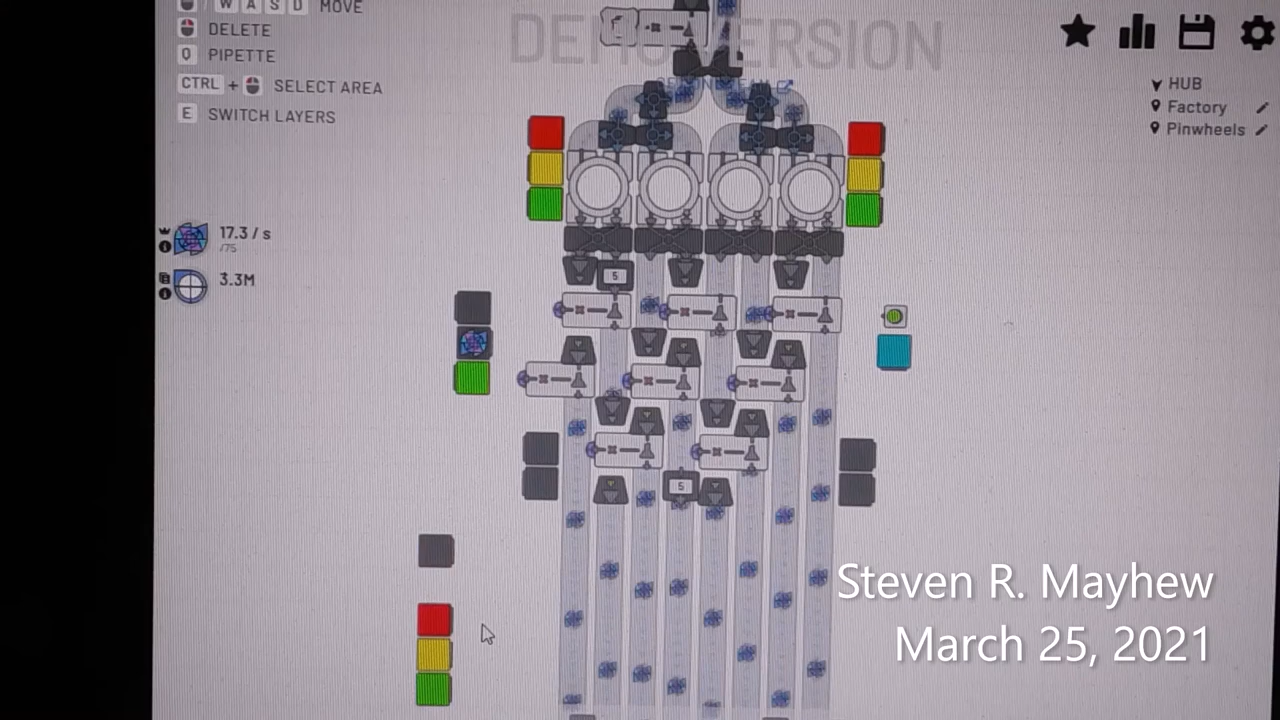 W A S D MOVE
DELETE
Q PIPETTE
CTRL + SELECT AREA
E SWITCH LAYERS
DEMO VERSION
HUB
Factory
Pinwheels
17.3 / s
/75
3.3M
5
5
Steven R. Mayhew
March 25, 2021